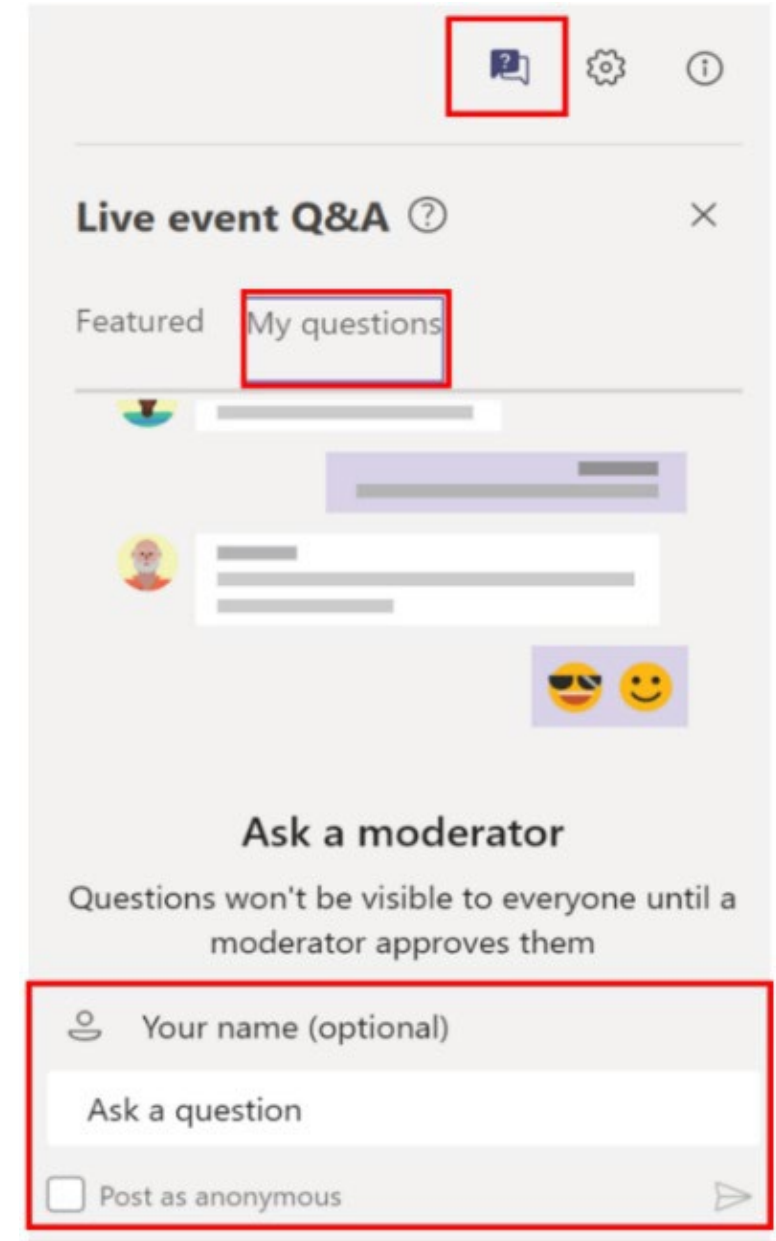 Live event Q&A
Featured My questions
Ask a moderator
Questions won't be visible to everyone until a
moderator approves them
Your name (optional)
Ask a question
Post as anonymous